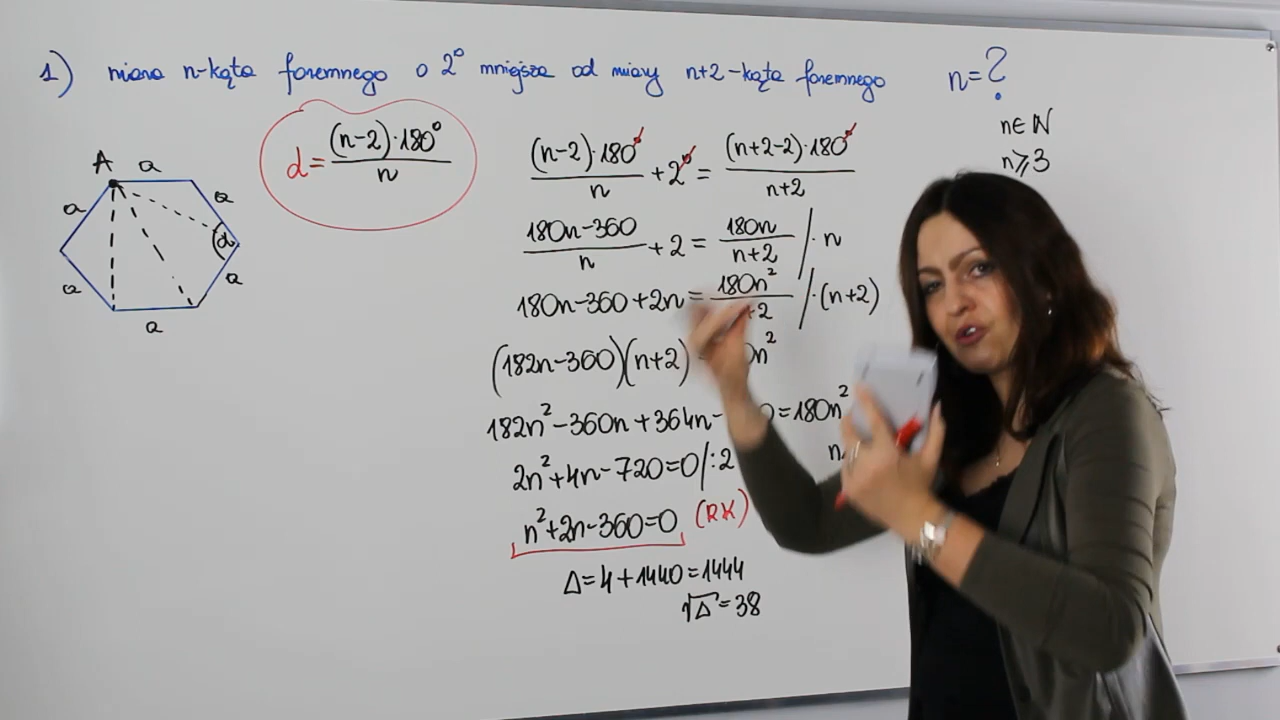 1) miara n-kąta foremnego o 2° mniejsza od miary n+2-kąta foremnego n=?
n∈N
n⩾3
A a
a a
α
a a
a
α=(n-2)·180°/n
(n-2)·180°/n +2°= (n+2-2)·180°/n+2
180n-360/n +2= 180n/n+2 /·n
180n-360+2n= 180n²/+2 /·(n+2)
(182n-360)(n+2) n²
182n²-360n+364n- =180n²
2n²+4n-720=0/:2
n
n²+2n-360=0 (RK)
Δ=4+1440=1444
√Δ=38